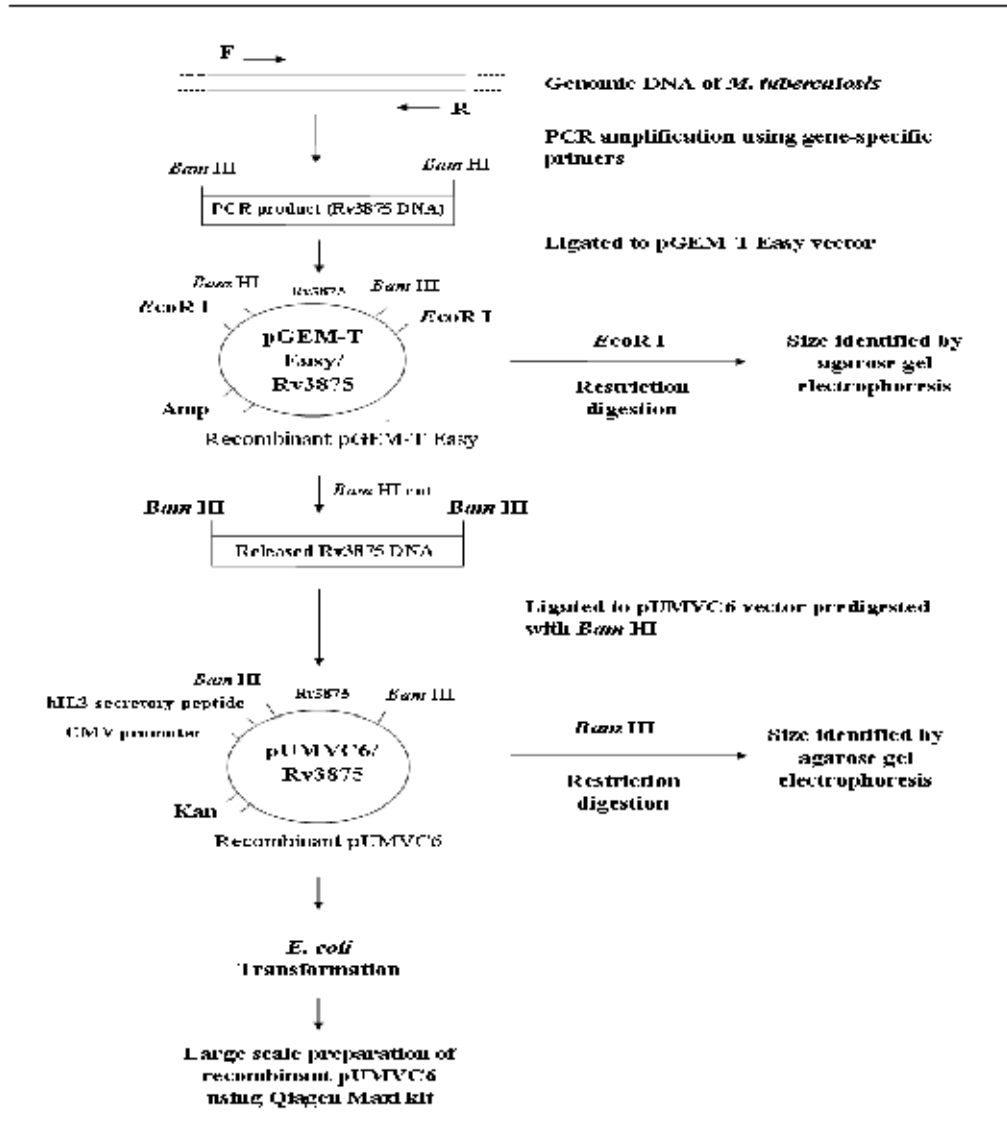 F
Genomic DNA of M. tuberculosis
R
PCR amplification using gene-specific
primers
Bam HI
Bam HI
PCR product (Rv3875 DNA)
Ligated to pGEM-T Easy vector
Bam HI
Rv3875
Bam HI
EcoR I
EcoR I
pGEM-T
Easy/
Rv3875
EcoR I
Restriction
digestion
Size identified by
agarose gel
electrophoresis
Amp
Recombinant pGEM-T Easy
Bam HI cut
Bam HI
Bam HI
Released Rv3875 DNA
Ligated to pUMVC6 vector predigested
with Bam HI
Bam HI
Rv3875
Bam HI
hIL2 secretory peptide
CMV promoter
pUMVC6/
Rv3875
Bam HI
Restriction
digestion
Size identified by
agarose gel
electrophoresis
Kan
Recombinant pUMVC6
E. coli
Transformation
Large scale preparation of
recombinant pUMVC6
using Qiagen Maxi kit